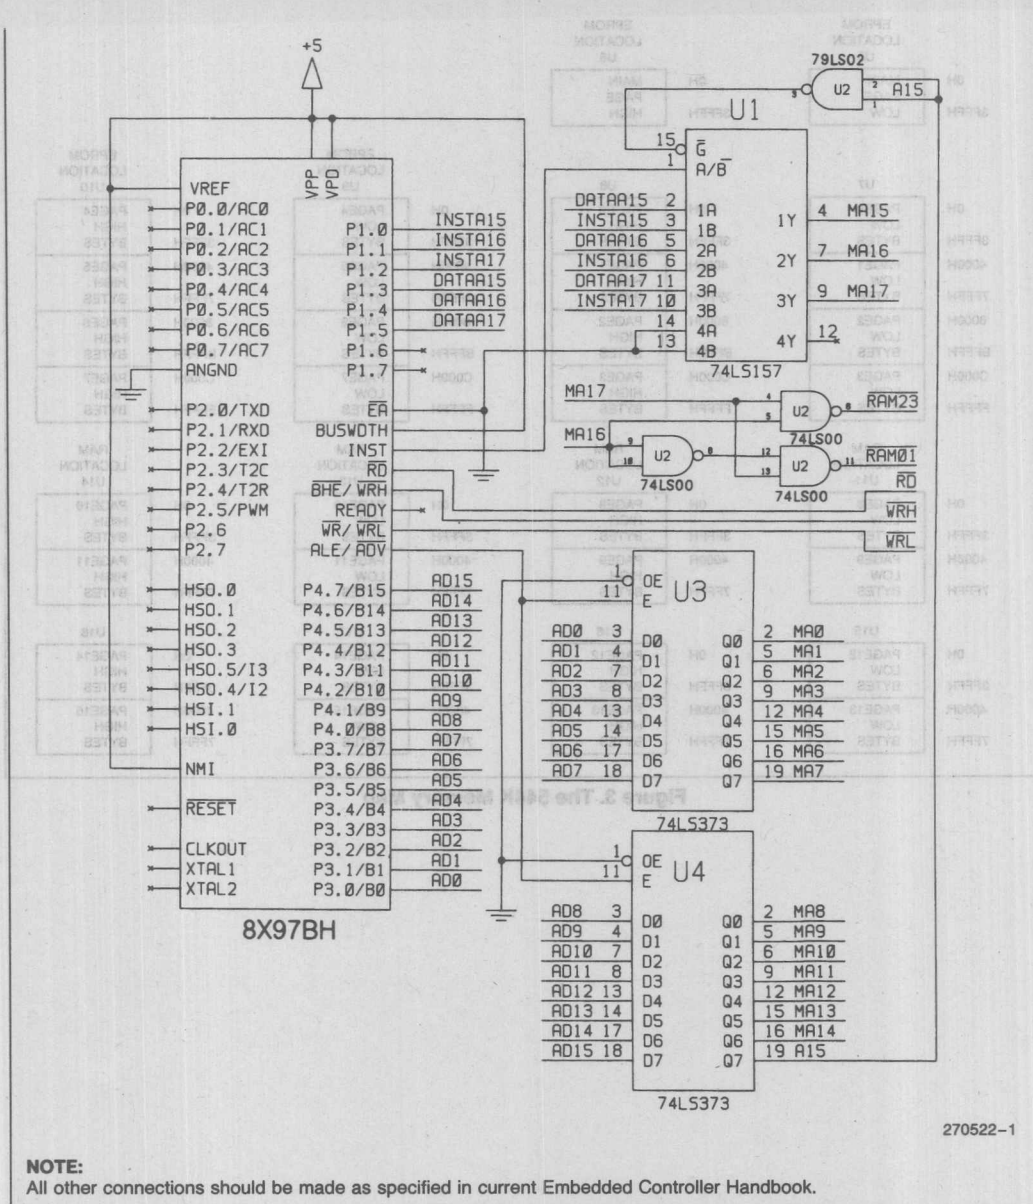 +5
79LS02
U2
3
2
1
A15
U1
15
G
1
A/B
VREF
VPP
VPD
P0.0/AC0
P0.1/AC1
P0.2/AC2
P0.3/AC3
P0.4/AC4
P0.5/AC5
P0.6/AC6
P0.7/AC7
ANGND
P1.0 INSTA15
P1.1 INSTA16
P1.2 INSTA17
P1.3 DATAA15
P1.4 DATAA16
P1.5 DATAA17
P1.6
P1.7
DATAA15 2 1A
INSTA15 3 1B
DATAA16 5 2A
INSTA16 6 2B
DATAA17 11 3A
INSTA17 10 3B
14 4A
13 4B
1Y 4 MA15
2Y 7 MA16
3Y 9 MA17
4Y 12
74LS157
P2.0/TXD
P2.1/RXD
P2.2/EXI
P2.3/T2C
P2.4/T2R
P2.5/PWM
P2.6
P2.7
EA
BUSWDTH
INST
RD
BHE/WRH
READY
WR/WRL
ALE/ADV
MA17
4
5
U2
6
RAM23
74LS00
MA16
9
10
U2
8
74LS00
12
13
U2
11
RAM01
74LS00
RD
WRH
WRL
HSO.0
HSO.1
HSO.2
HSO.3
HSO.5/I3
HSO.4/I2
HSI.1
HSI.0
NMI
RESET
CLKOUT
XTAL1
XTAL2
P4.7/B15 AD15
P4.6/B14 AD14
P4.5/B13 AD13
P4.4/B12 AD12
P4.3/B11 AD11
P4.2/B10 AD10
P4.1/B9 AD9
P4.0/B8 AD8
P3.7/B7 AD7
P3.6/B6 AD6
P3.5/B5 AD5
P3.4/B4 AD4
P3.3/B3 AD3
P3.2/B2 AD2
P3.1/B1 AD1
P3.0/B0 AD0
8X97BH
1 OE
11 E
U3
AD0 3 D0 Q0 2 MA0
AD1 4 D1 Q1 5 MA1
AD2 7 D2 Q2 6 MA2
AD3 8 D3 Q3 9 MA3
AD4 13 D4 Q4 12 MA4
AD5 14 D5 Q5 15 MA5
AD6 17 D6 Q6 16 MA6
AD7 18 D7 Q7 19 MA7
74LS373
1 OE
11 E
U4
AD8 3 D0 Q0 2 MA8
AD9 4 D1 Q1 5 MA9
AD10 7 D2 Q2 6 MA10
AD11 8 D3 Q3 9 MA11
AD12 13 D4 Q4 12 MA12
AD13 14 D5 Q5 15 MA13
AD14 17 D6 Q6 16 MA14
AD15 18 D7 Q7 19 A15
74LS373
270522–1
NOTE:
All other connections should be made as specified in current Embedded Controller Handbook.